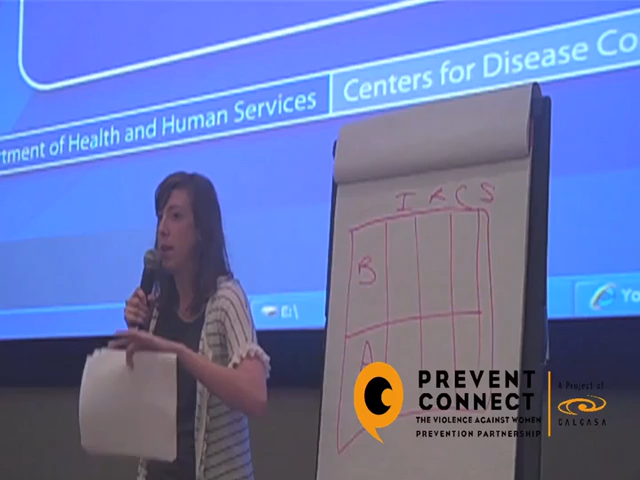 rtment of Health and Human Services
Centers for Disease Co
I R C S
B
A
E:\
Yo
PREVENT
CONNECT
THE VIOLENCE AGAINST WOMEN
PREVENTION PARTNERSHIP
A Project of
CALCASA